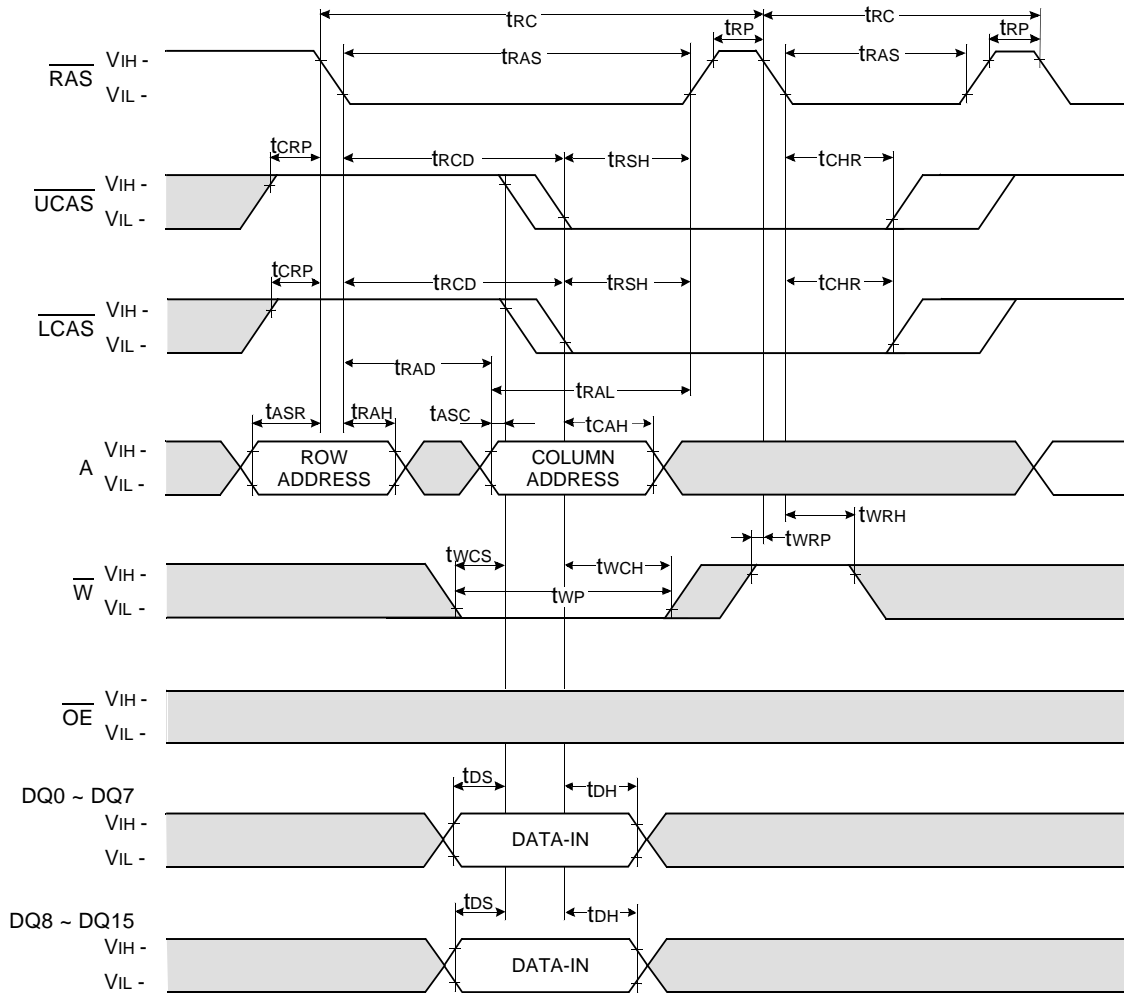 tRC tRC
tRP tRP
tRAS tRAS
RAS VIH -
VIL -
tCRP tRCD tRSH tCHR
UCAS VIH -
VIL -
tCRP tRCD tRSH tCHR
LCAS VIH -
VIL -
tRAD
tRAL
tASR tRAH tASC tCAH
A VIH -
VIL -
ROW ADDRESS
COLUMN ADDRESS
tWRH
tWRP
tWCS tWCH
tWP
W VIH -
VIL -
OE VIH -
VIL -
tDS tDH
DQ0 ~ DQ7
VIH -
VIL -
DATA-IN
tDS tDH
DQ8 ~ DQ15
VIH -
VIL -
DATA-IN